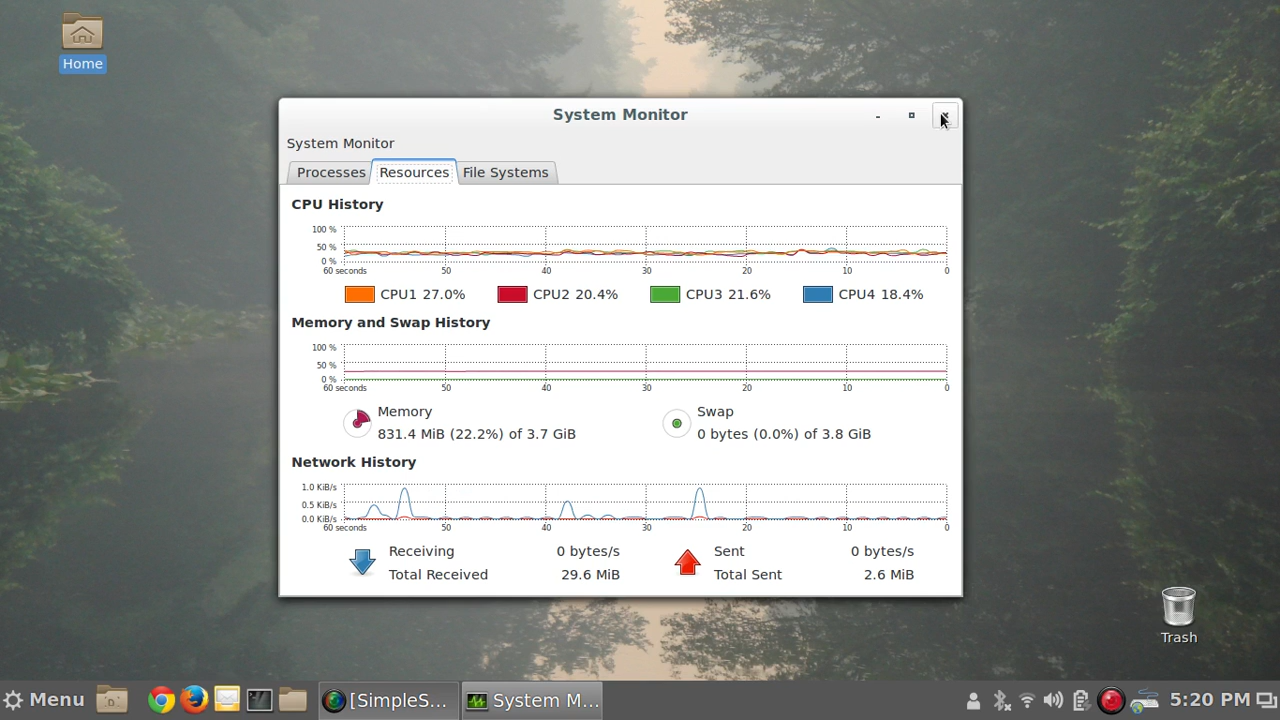 Home
System Monitor
System Monitor
Processes Resources File Systems
CPU History
100 %
50 %
0 %
60 seconds 50 40 30 20 10 0
CPU1 27.0% CPU2 20.4% CPU3 21.6% CPU4 18.4%
Memory and Swap History
100 %
50 %
0 %
60 seconds 50 40 30 20 10 0
Memory Swap
831.4 MiB (22.2%) of 3.7 GiB 0 bytes (0.0%) of 3.8 GiB
Network History
1.0 KiB/s
0.5 KiB/s
0.0 KiB/s
60 seconds 50 40 30 20 10 0
Receiving 0 bytes/s Sent 0 bytes/s
Total Received 29.6 MiB Total Sent 2.6 MiB
Trash
Menu [SimpleS... System M... 5:20 PM